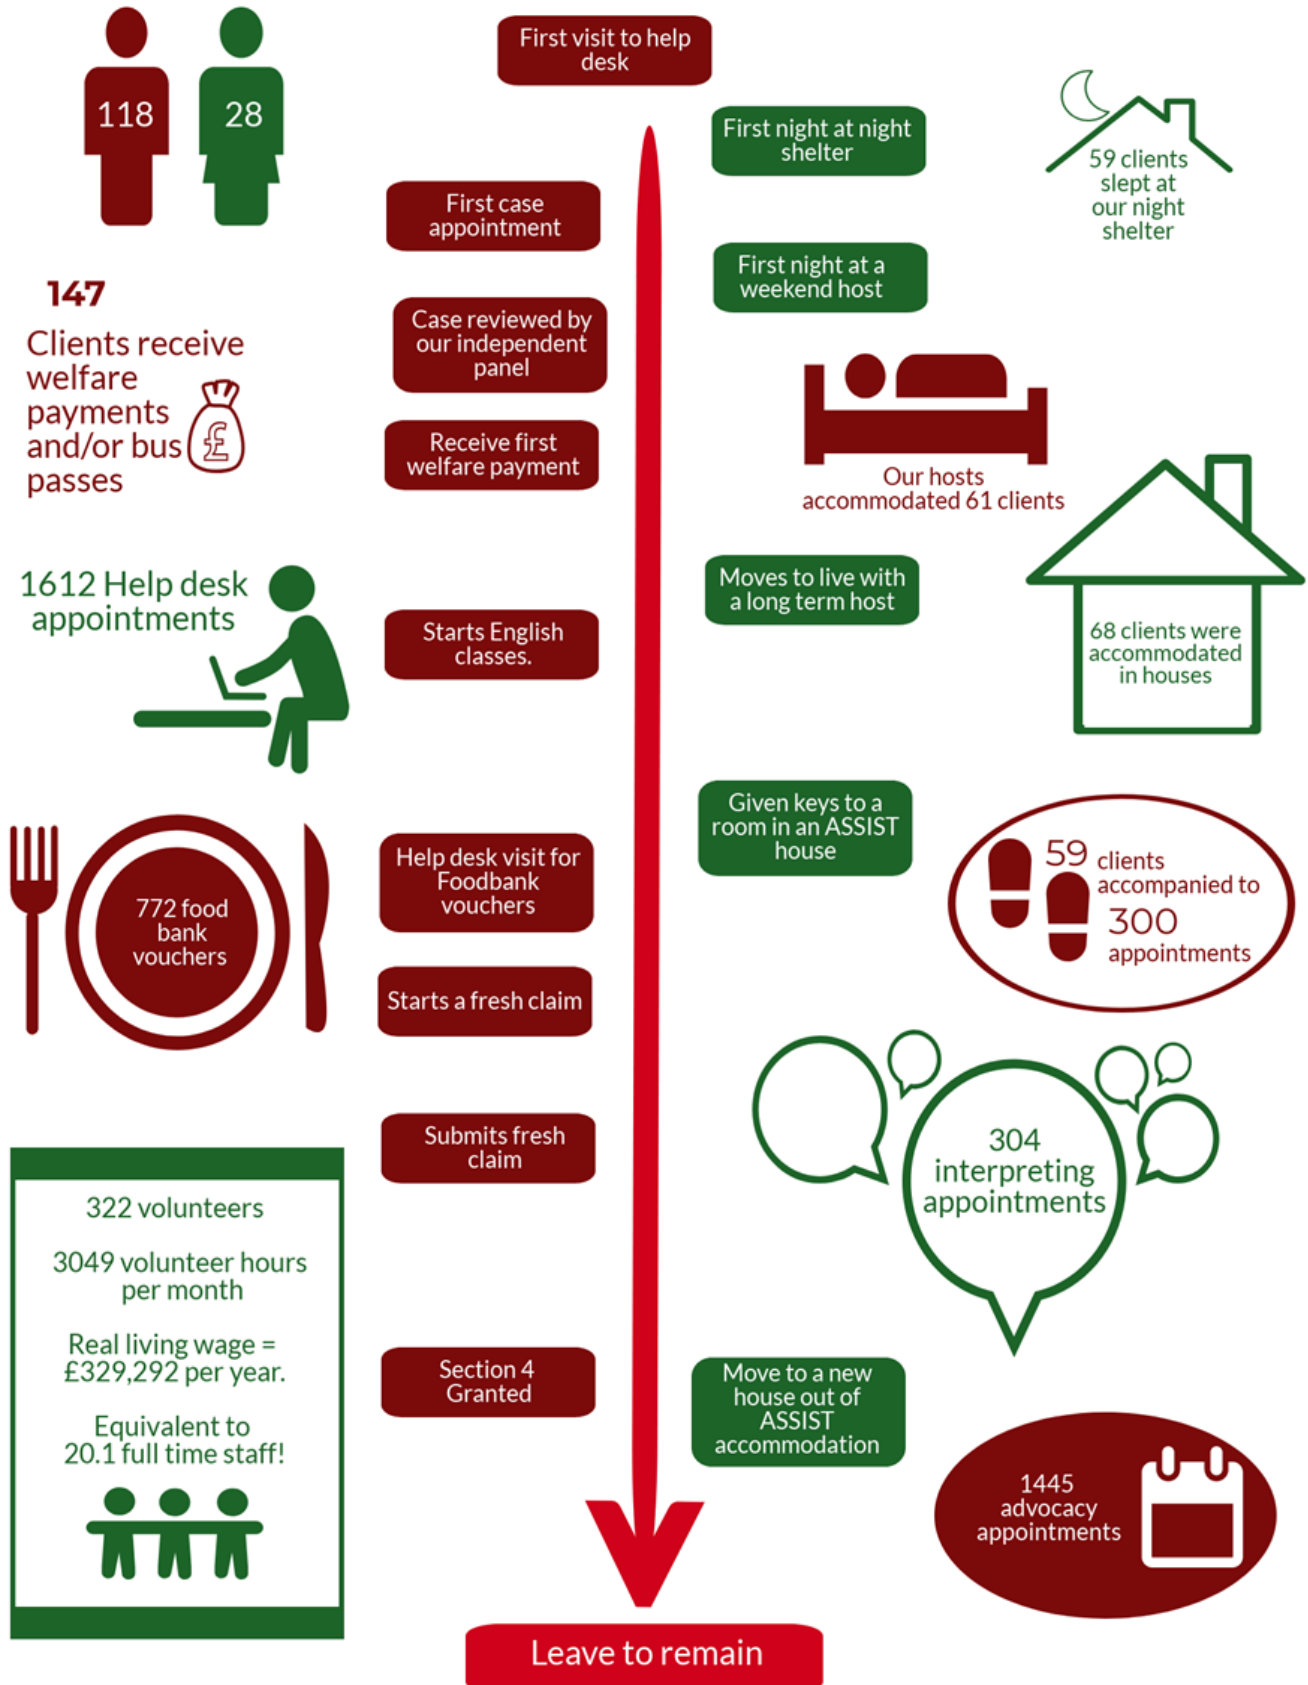 118
28
First visit to help
desk
First night at night
shelter
59 clients
slept at
our night
shelter
First case
appointment
First night at a
weekend host
147
Clients receive
welfare
payments
and/or bus
passes
£
Case reviewed by
our independent
panel
Receive first
welfare payment
Our hosts
accommodated 61 clients
1612 Help desk
appointments
Moves to live with
a long term host
Starts English
classes.
68 clients were
accommodated
in houses
Given keys to a
room in an ASSIST
house
Help desk visit for
Foodbank
vouchers
772 food
bank
vouchers
59 clients
accompanied to
300
appointments
Starts a fresh claim
Submits fresh
claim
304
interpreting
appointments
322 volunteers
3049 volunteer hours
per month
Real living wage =
£329,292 per year.
Equivalent to
20.1 full time staff!
Section 4
Granted
Move to a new
house out of
ASSIST
accommodation
1445
advocacy
appointments
Leave to remain